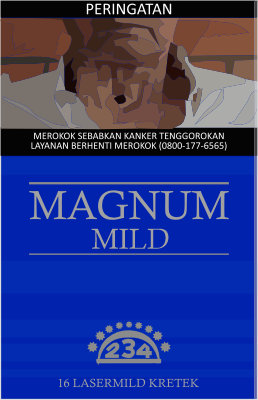 PERINGATAN
MEROKOK SEBABKAN KANKER TENGGOROKAN
LAYANAN BERHENTI MEROKOK (0800-177-6565)
MAGNUM
MILD
234
16 LASERMILD KRETEK